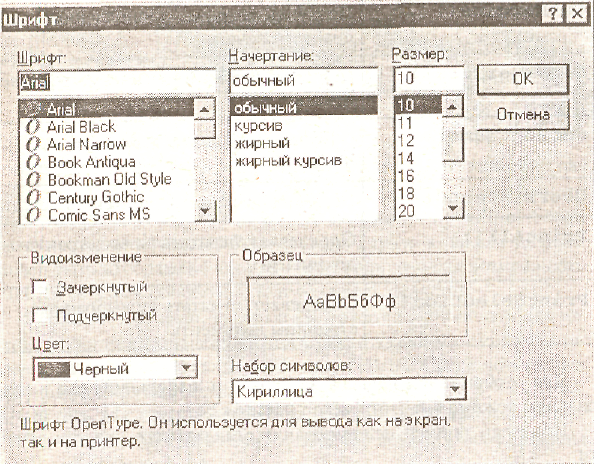 Шрифт
Шрифт:
Начертание:
Размер:
Arial
обычный
10
OK
Отмена
Arial
Arial Black
Arial Narrow
Book Antiqua
Bookman Old Style
Century Gothic
Comic Sans MS
обычный
курсив
жирный
жирный курсив
10
11
12
14
16
18
20
Видоизменение
Зачеркнутый
Подчеркнутый
Цвет:
Черный
Образец
АаВbБбФф
Набор символов:
Кириллица
Шрифт OpenType. Он используется для вывода как на экран,
так и на принтер.